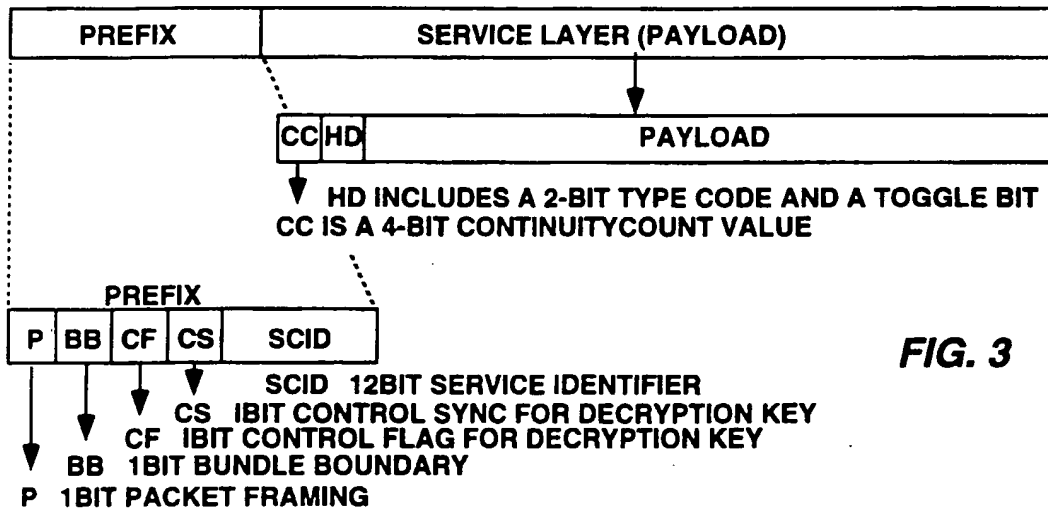 PREFIX SERVICE LAYER (PAYLOAD)
CC HD PAYLOAD
HD INCLUDES A 2-BIT TYPE CODE AND A TOGGLE BIT
CC IS A 4-BIT CONTINUITYCOUNT VALUE
PREFIX
P BB CF CS SCID
FIG. 3
SCID 12BIT SERVICE IDENTIFIER
CS IBIT CONTROL SYNC FOR DECRYPTION KEY
CF IBIT CONTROL FLAG FOR DECRYPTION KEY
BB 1BIT BUNDLE BOUNDARY
P 1BIT PACKET FRAMING